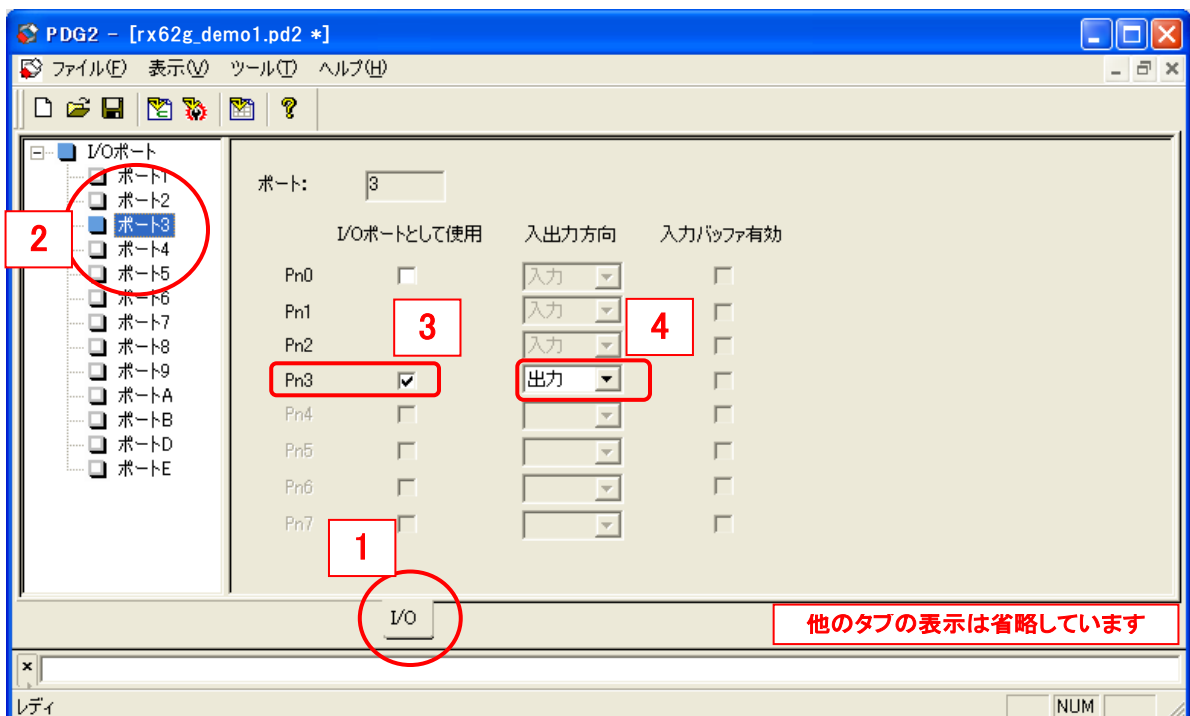 PDG2 - [rx62g_demo1.pd2 *]
ファイル(F) 表示(V) ツール(T) ヘルプ(H)
I/Oポート
ポート1
ポート2
ポート3
ポート4
ポート5
ポート6
ポート7
ポート8
ポート9
ポートA
ポートB
ポートD
ポートE
2
ポート: 3
I/Oポートとして使用 入出力方向 入力バッファ有効
Pn0 入力
Pn1 入力
3 4
Pn2 入力
Pn3 出力
Pn4
Pn5
Pn6
Pn7
1
I/O
他のタブの表示は省略しています
レディ NUM